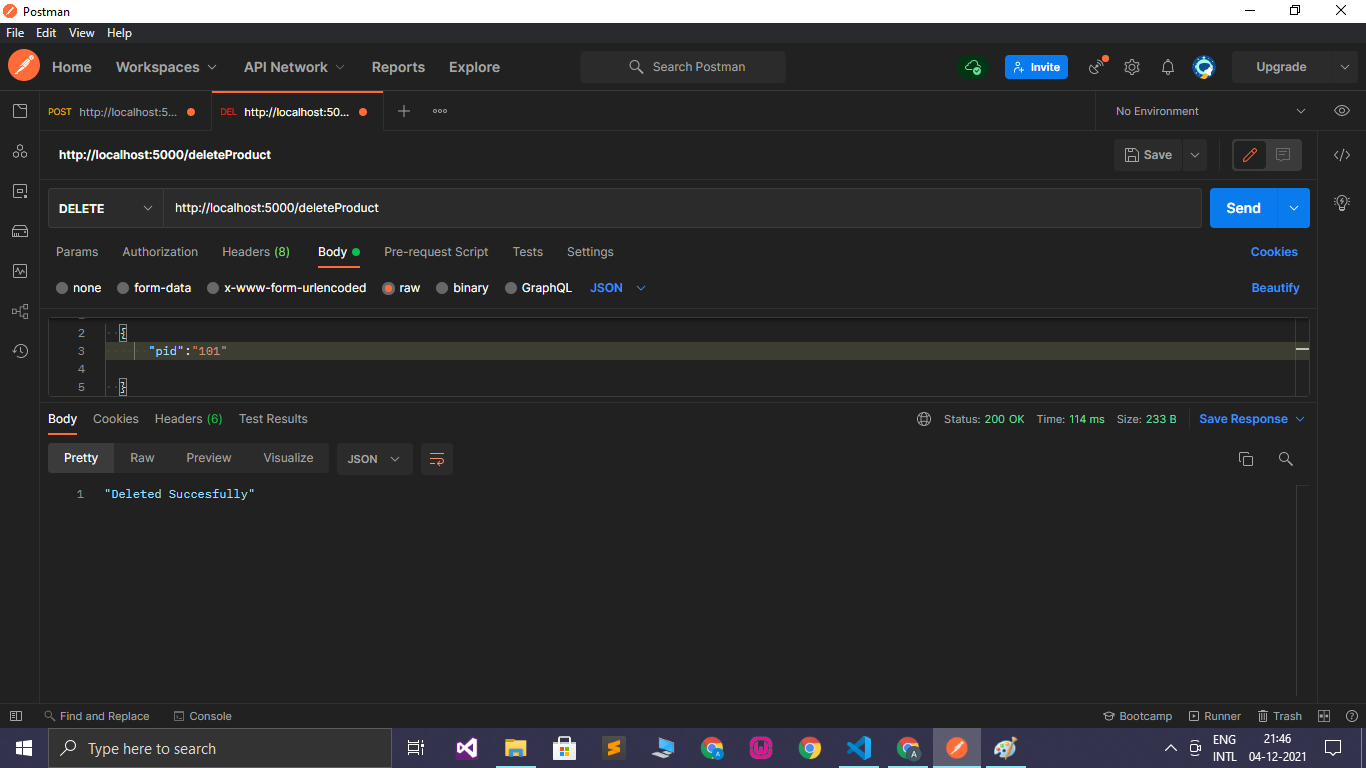 Postman
File Edit View Help
Home Workspaces API Network Reports Explore Search Postman Invite Upgrade
POST http://localhost:5... DEL http://localhost:50... No Environment
http://localhost:5000/deleteProduct Save
DELETE http://localhost:5000/deleteProduct Send
Params Authorization Headers (8) Body Pre-request Script Tests Settings Cookies
none form-data x-www-form-urlencoded raw binary GraphQL JSON Beautify
2 {
3 "pid":"101"
4
5 }
Body Cookies Headers (6) Test Results Status: 200 OK Time: 114 ms Size: 233 B Save Response
Pretty Raw Preview Visualize JSON
1 "Deleted Succesfully"
Find and Replace Console Bootcamp Runner Trash
Type here to search ENG 21:46
INTL 04-12-2021